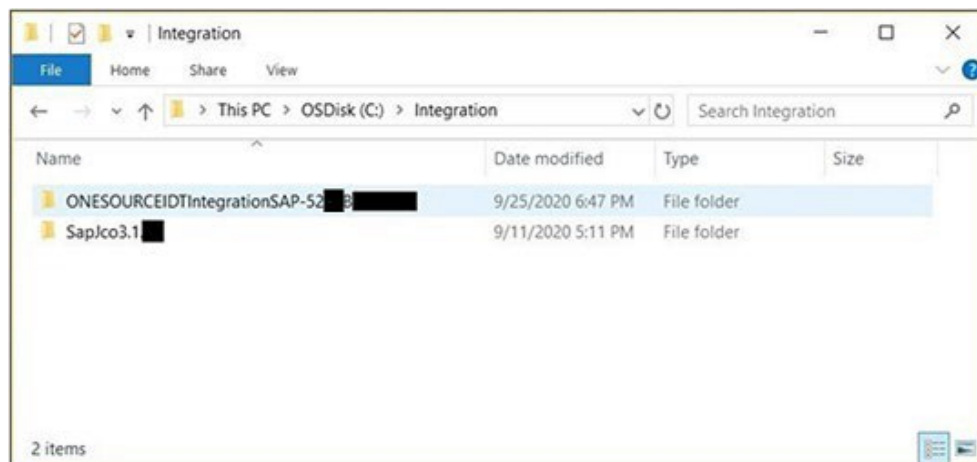 Integration
File Home Share View
This PC > OSDisk (C:) > Integration Search Integration
Name Date modified Type Size
ONESOURCEIDTIntegrationSAP-52 B 9/25/2020 6:47 PM File folder
SapJco3.1. 9/11/2020 5:11 PM File folder
2 items